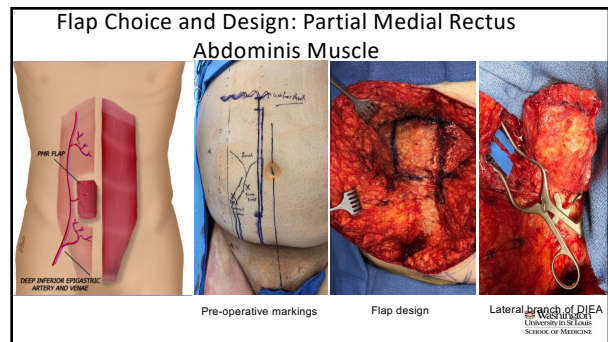 Flap Choice and Design: Partial Medial Rectus
Abdominis Muscle
PMR FLAP
DEEP INFERIOR EPIGASTRIC
ARTERY AND VENAE
Pre-operative markings
Flap design
Lateral branch of DIEA
Washington
University in St. Louis
SCHOOL OF MEDICINE